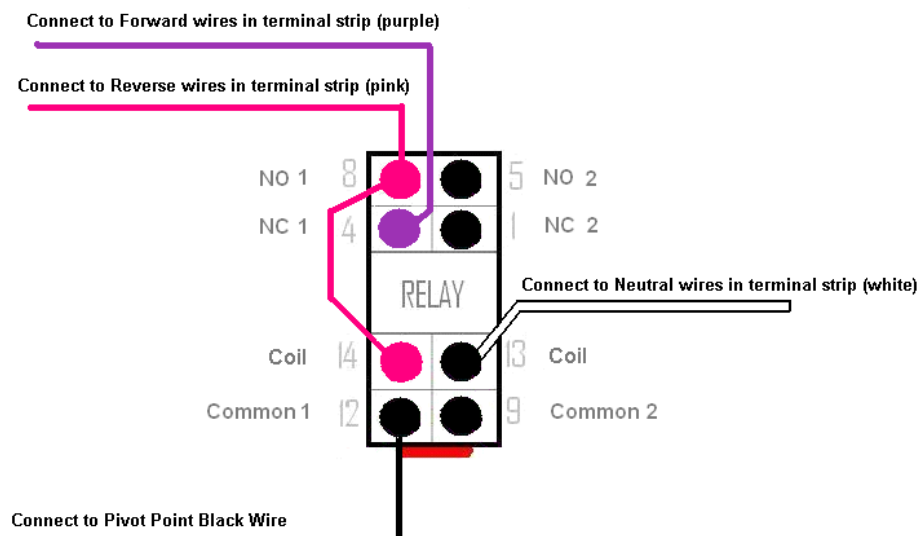 Connect to Forward wires in terminal strip (purple)
Connect to Reverse wires in terminal strip (pink)
NO 1 8 5 NO 2
NC 1 4 1 NC 2
RELAY
Connect to Neutral wires in terminal strip (white)
Coil 14 13 Coil
Common 1 12 9 Common 2
Connect to Pivot Point Black Wire